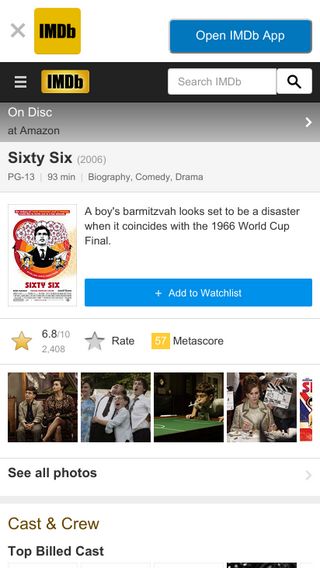 IMDb
Open IMDb App
IMDb
Search IMDb
On Disc
at Amazon
Sixty Six (2006)
PG-13 | 93 min | Biography, Comedy, Drama
A boy's barmitzvah looks set to be a disaster
when it coincides with the 1966 World Cup
Final.
SIXTY SIX
+ Add to Watchlist
6.8/10
2,408
Rate
57 Metascore
See all photos
Cast & Crew
Top Billed Cast